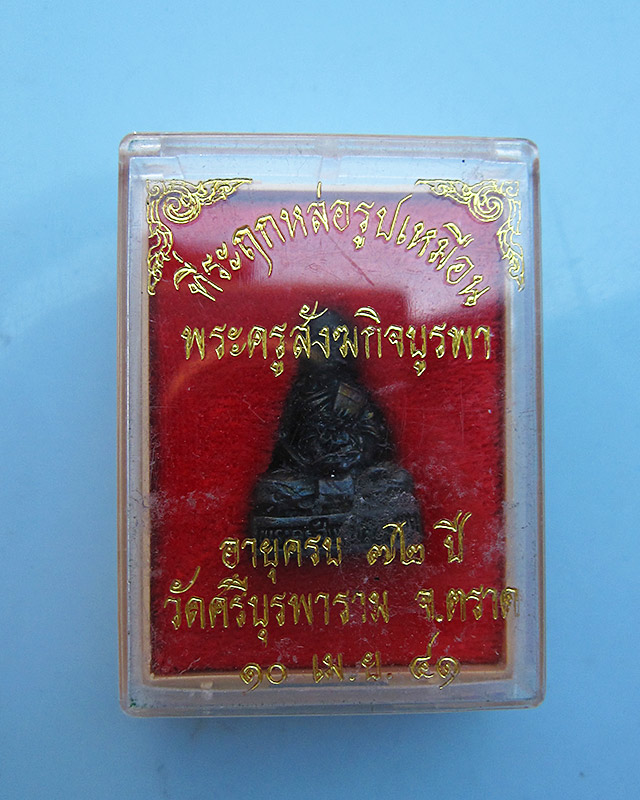 ที่ระฤกหล่อรูปเหมือน
พระครูสังฆกิจบูรพา
อายุครบ ๗๒ ปี
วัดศรีบุรพาราม จ.ตราด
๑๐ เม.ย. ๔๑